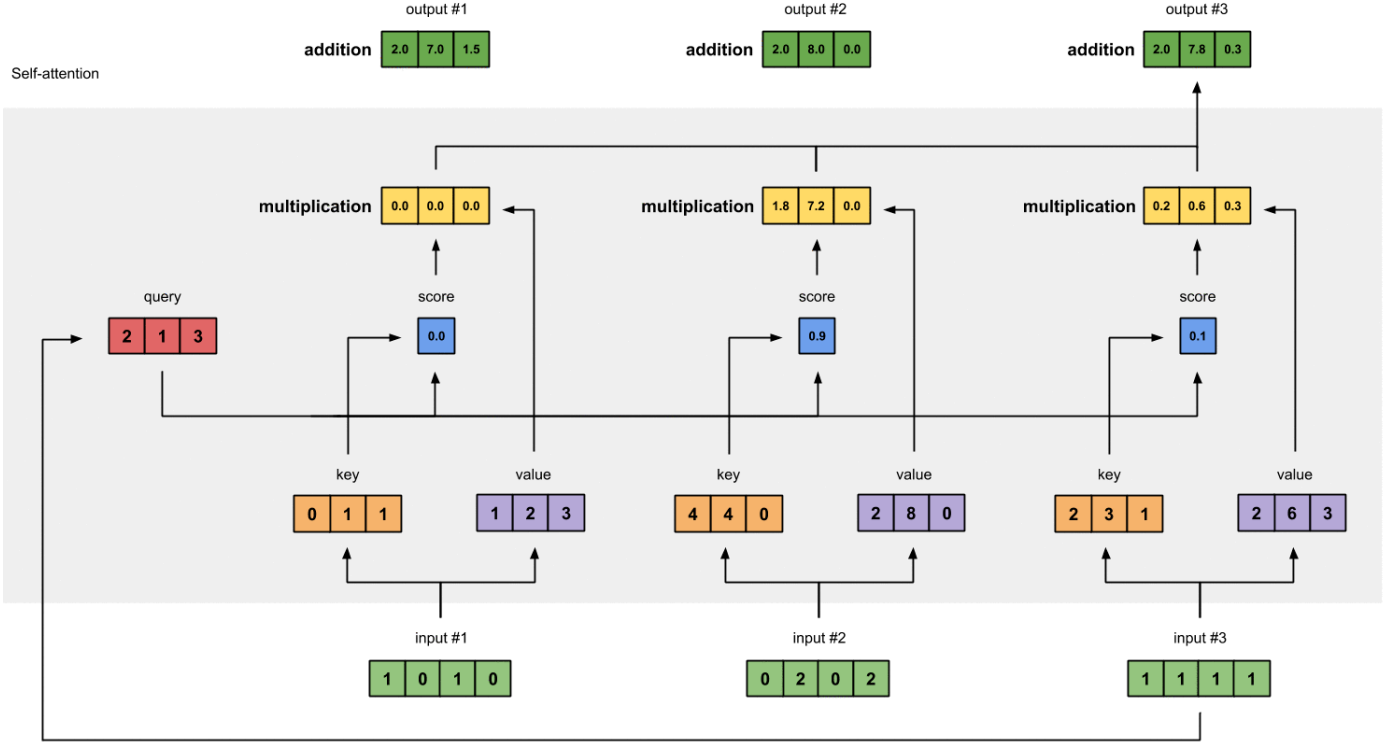 output #1 output #2 output #3
addition 2.0 7.0 1.5 addition 2.0 8.0 0.0 addition 2.0 7.8 0.3
Self-attention
multiplication 0.0 0.0 0.0 multiplication 1.8 7.2 0.0 multiplication 0.2 0.6 0.3
query score score score
2 1 3 0.0 0.9 0.1
key value key value key value
0 1 1 1 2 3 4 4 0 2 8 0 2 3 1 2 6 3
input #1 input #2 input #3
1 0 1 0 0 2 0 2 1 1 1 1